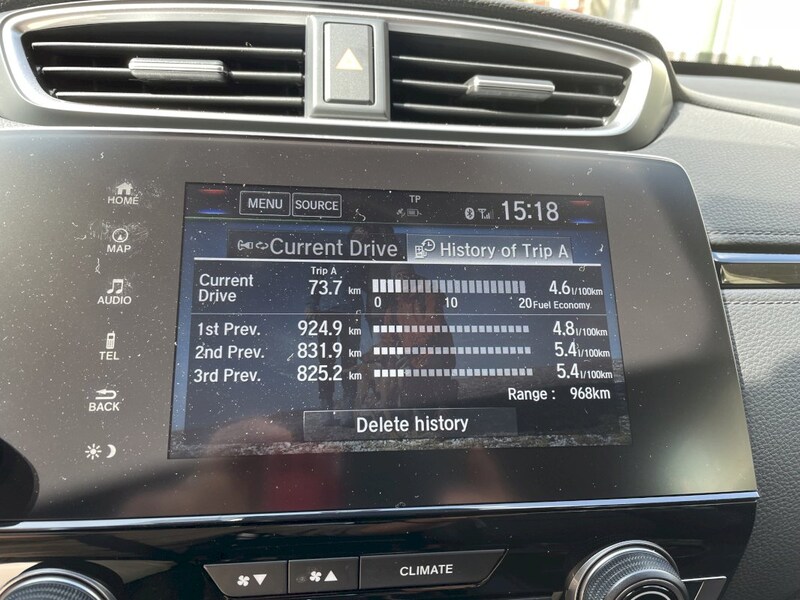 HOME
MAP
AUDIO
TEL
BACK
MENU SOURCE TP 15:18
Current Drive History of Trip A
Trip A
Current Drive 73.7 km 4.6 l/100km
0 10 20 Fuel Economy
1st Prev. 924.9 km 4.8 l/100km
2nd Prev. 831.9 km 5.4 l/100km
3rd Prev. 825.2 km 5.4 l/100km
Range : 968km
Delete history
CLIMATE